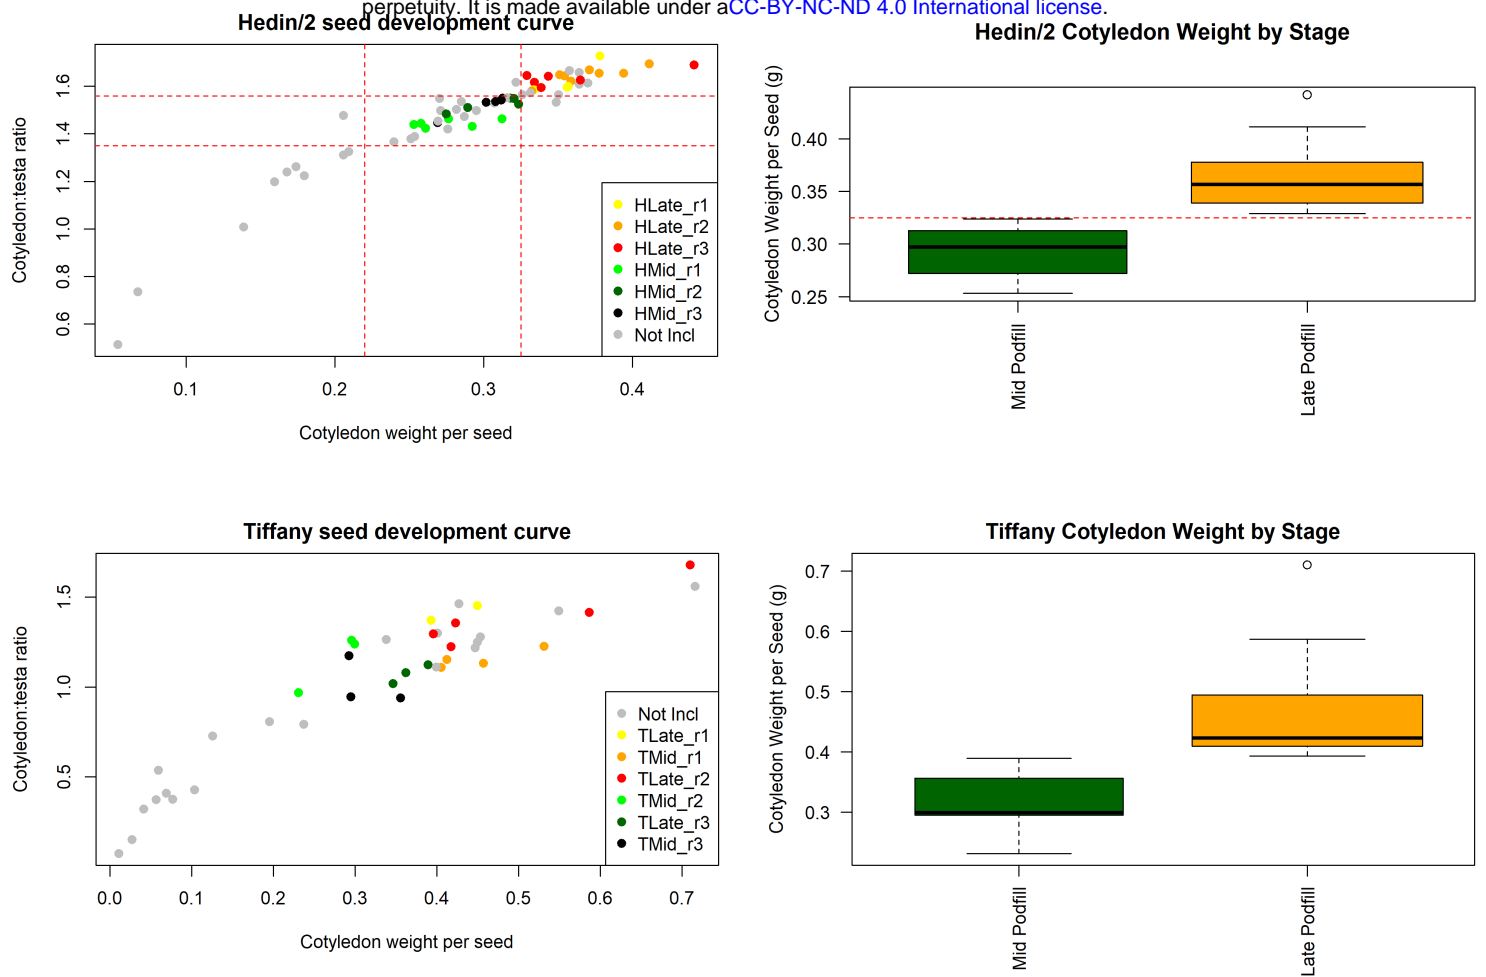 perpetuity. It is made available under aCC-BY-NC-ND 4.0 International license.
Hedin/2 seed development curve
Cotyledon:testa ratio
1.6
1.4
1.2
1.0
0.8
0.6
HLate_r1
HLate_r2
HLate_r3
HMid_r1
HMid_r2
HMid_r3
Not Incl
0.1 0.2 0.3 0.4
Cotyledon weight per seed
Hedin/2 Cotyledon Weight by Stage
Cotyledon Weight per Seed (g)
0.40
0.35
0.30
0.25
Mid Podfill
Late Podfill
Tiffany seed development curve
Cotyledon:testa ratio
1.5
1.0
0.5
Not Incl
TLate_r1
TMid_r1
TLate_r2
TMid_r2
TLate_r3
TMid_r3
0.0 0.1 0.2 0.3 0.4 0.5 0.6 0.7
Cotyledon weight per seed
Tiffany Cotyledon Weight by Stage
Cotyledon Weight per Seed (g)
0.7
0.6
0.5
0.4
0.3
Mid Podfill
Late Podfill